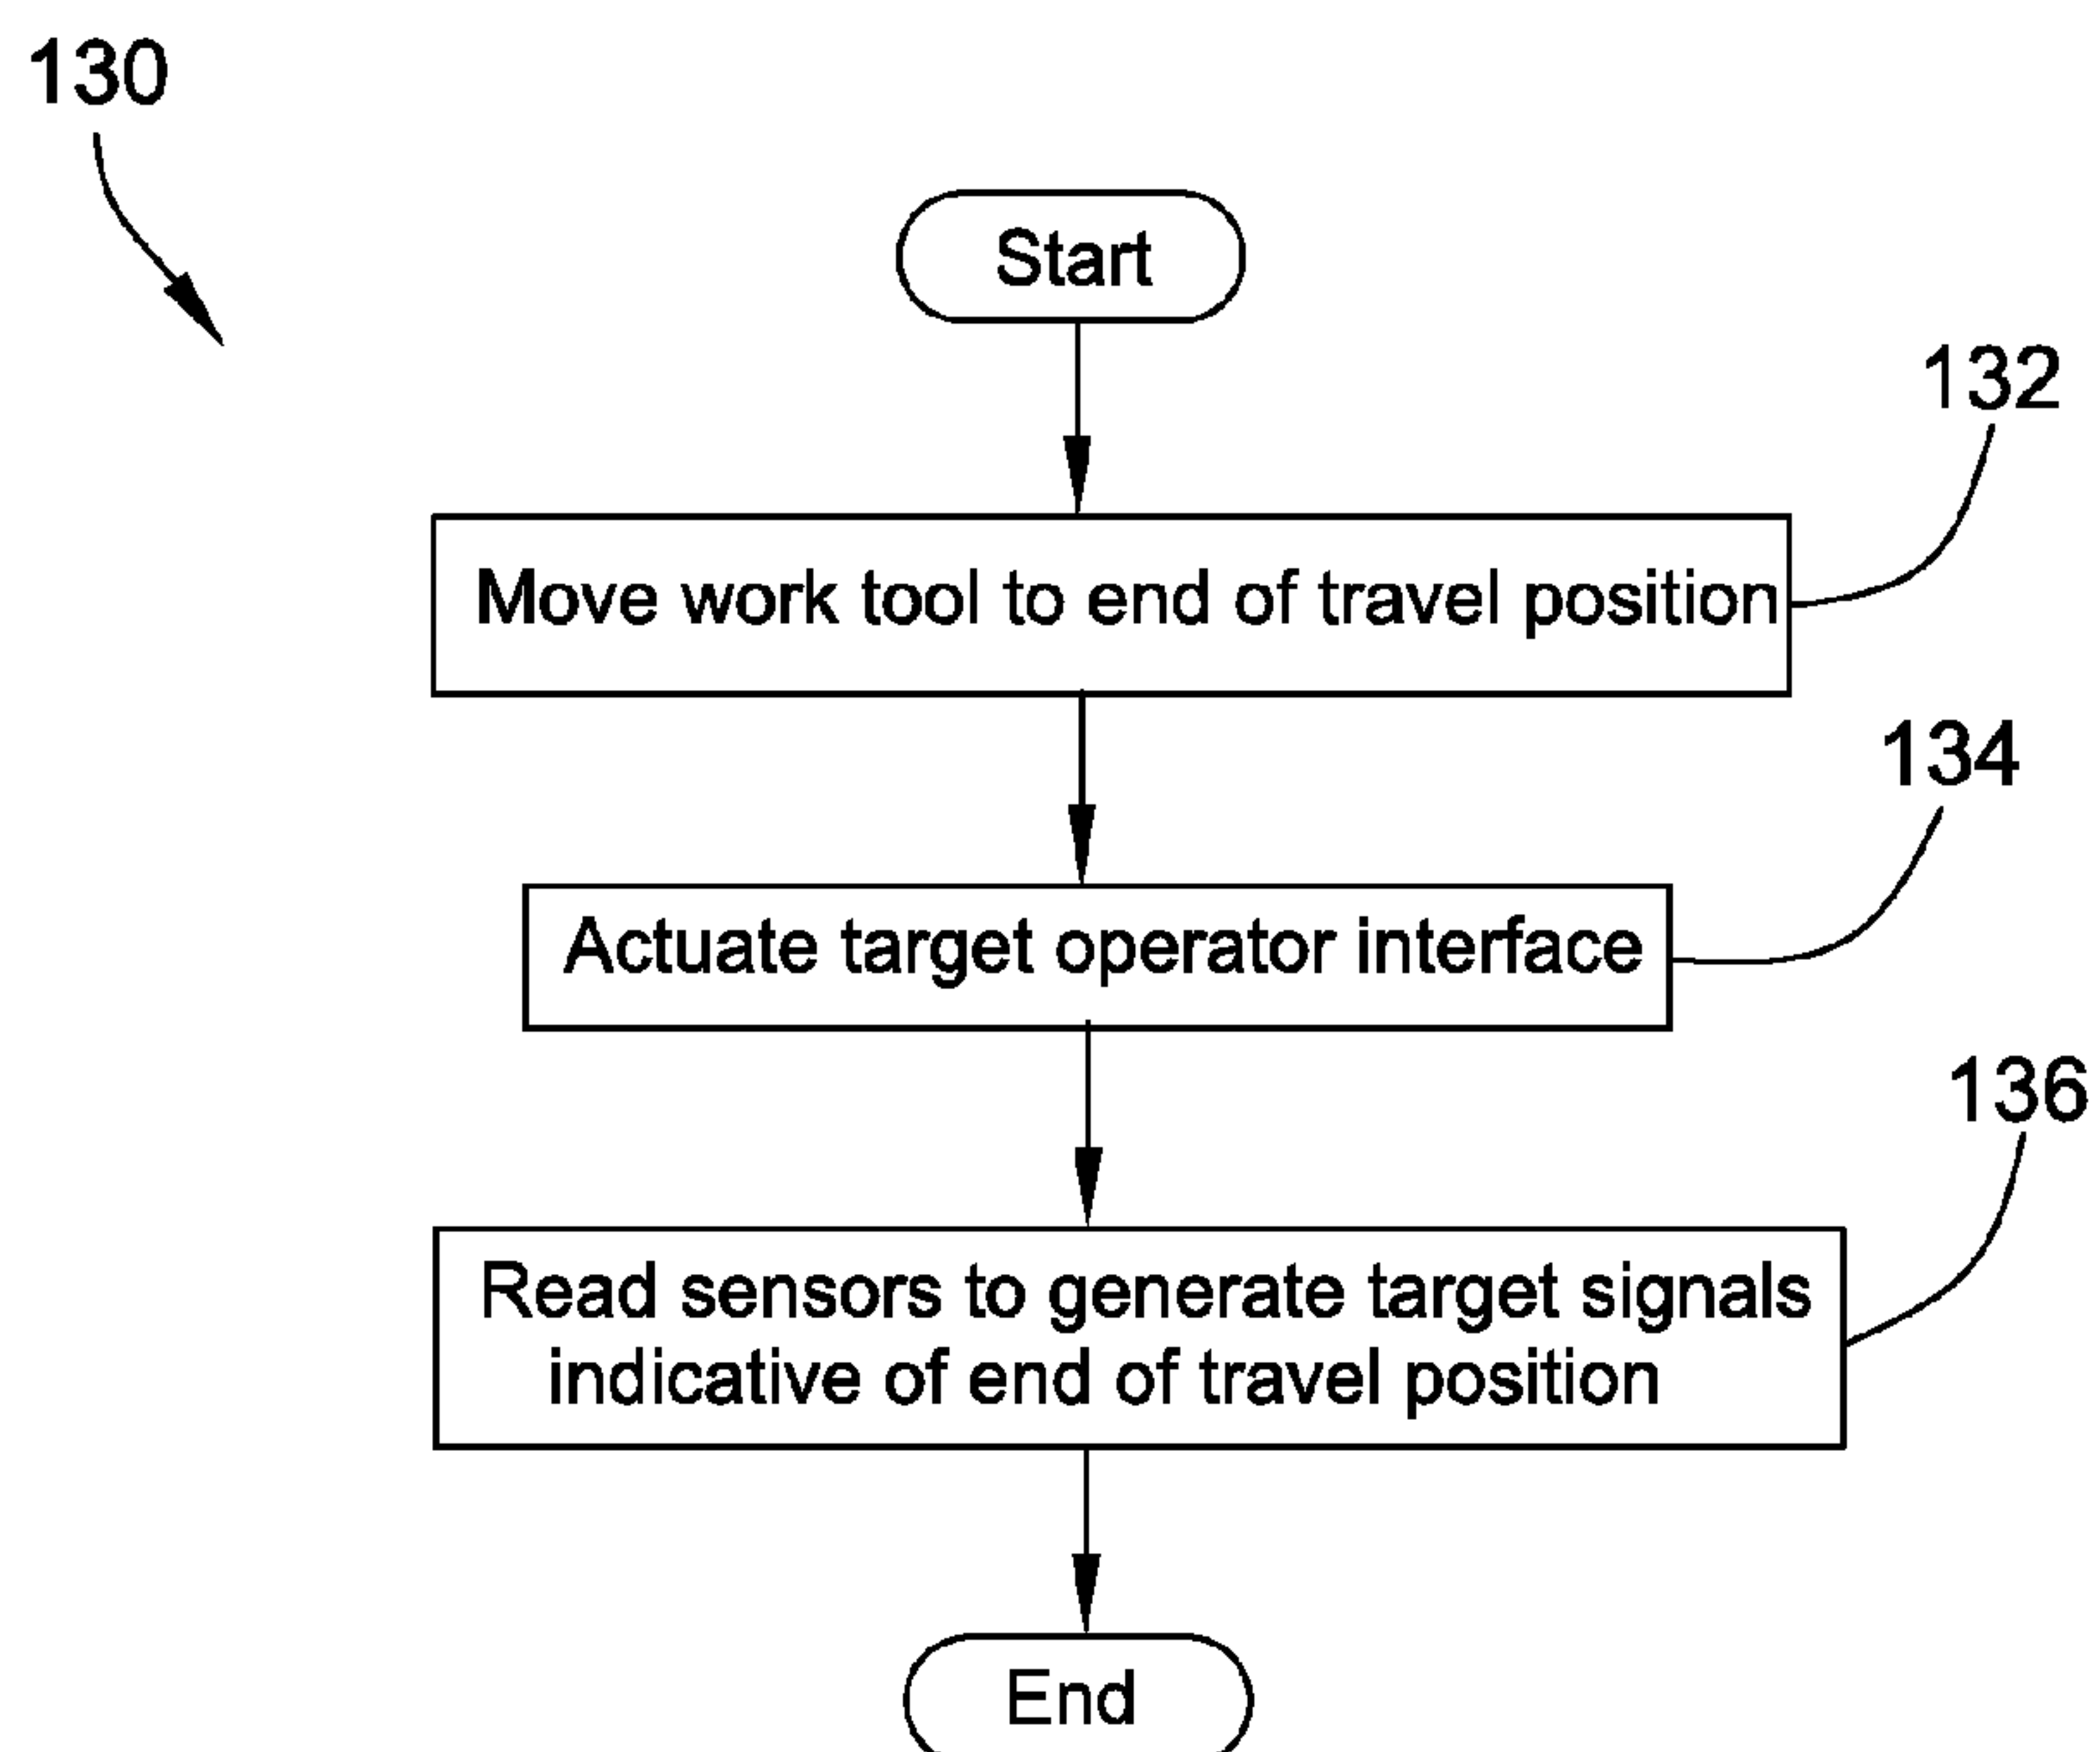 130
Start
132
Move work tool to end of travel position
134
Actuate target operator interface
136
Read sensors to generate target signals
indicative of end of travel position
End